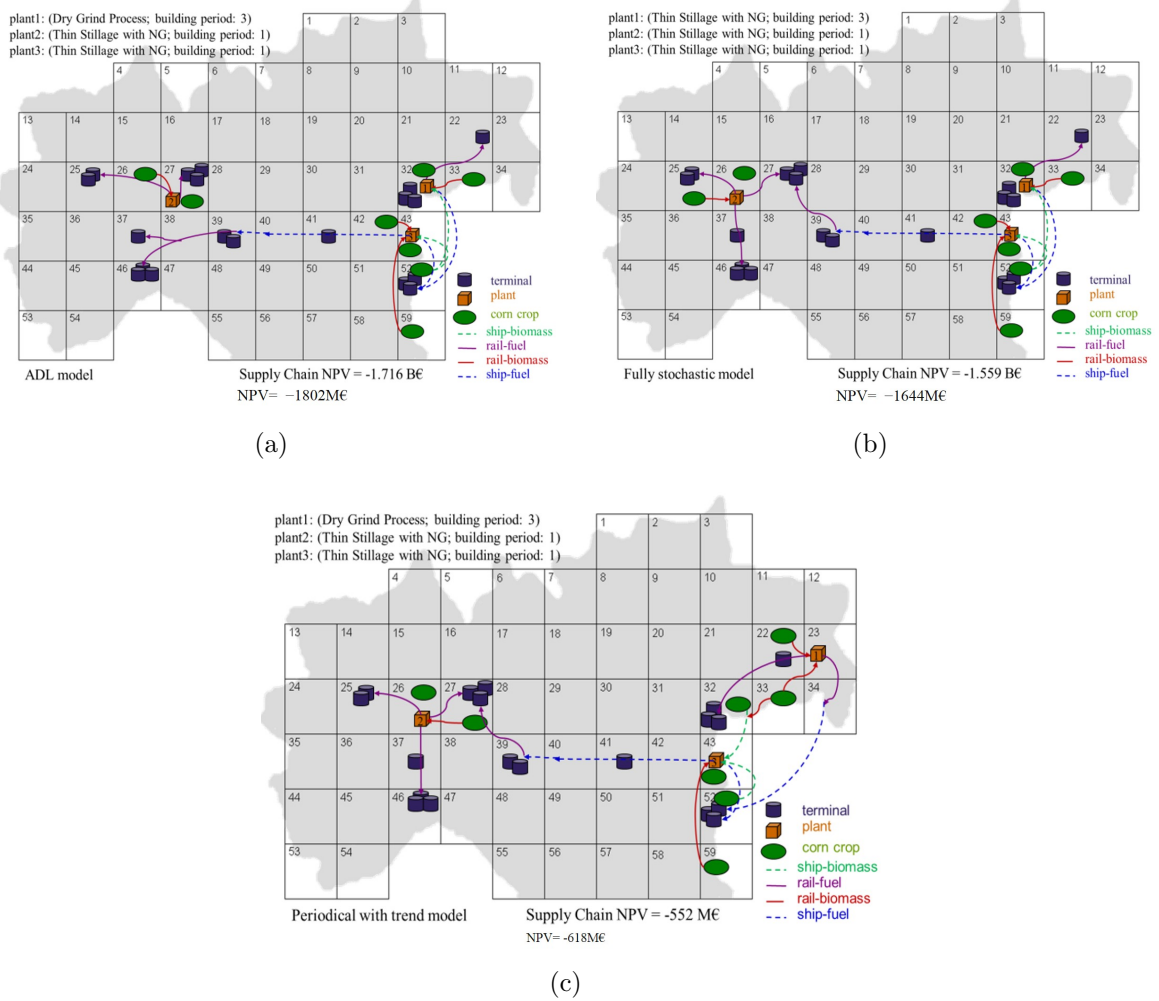 plant1: (Dry Grind Process; building period: 3)
plant2: (Thin Stillage with NG; building period: 1)
plant3: (Thin Stillage with NG; building period: 1)
1 2 3
4 5 6 7 8 9 10 11 12
13 14 15 16 17 18 19 20 21 22 23
24 25 26 27 28 29 30 31 32 33 34
1
2
35 36 37 38 39 40 41 42 43
44 45 46 47 48 49 50 51
53 54 55 56 57 58 59
terminal
plant
corn crop
ship-biomass
rail-fuel
rail-biomass
ship-fuel
ADL model
Supply Chain NPV = -1.716 B€
NPV= −1802M€
(a)
plant1: (Thin Stillage with NG; building period: 3)
plant2: (Thin Stillage with NG; building period: 1)
plant3: (Thin Stillage with NG; building period: 1)
1 2 3
4 5 6 7 8 9 10 11 12
13 14 15 16 17 18 19 20 21 22 23
24 25 26 27 28 29 30 31 32 33 34
1
2
35 36 37 38 39 40 41 42 43
44 45 46 47 48 49 50 51
53 54 55 56 57 58 59
terminal
plant
corn crop
ship-biomass
rail-fuel
rail-biomass
ship-fuel
Fully stochastic model
Supply Chain NPV = -1.559 B€
NPV= −1644M€
(b)
plant1: (Dry Grind Process; building period: 3)
plant2: (Thin Stillage with NG; building period: 1)
plant3: (Thin Stillage with NG; building period: 1)
1 2 3
4 5 6 7 8 9 10 11 12
13 14 15 16 17 18 19 20 21 22 23
1
24 25 26 27 28 29 30 31 32 33 34
2
35 36 37 38 39 40 41 42 43
3
44 45 46 47 48 49 50 51
53 54 55 56 57 58 59
terminal
plant
corn crop
ship-biomass
rail-fuel
rail-biomass
ship-fuel
Periodical with trend model
Supply Chain NPV = -552 M€
NPV= -618M€
(c)